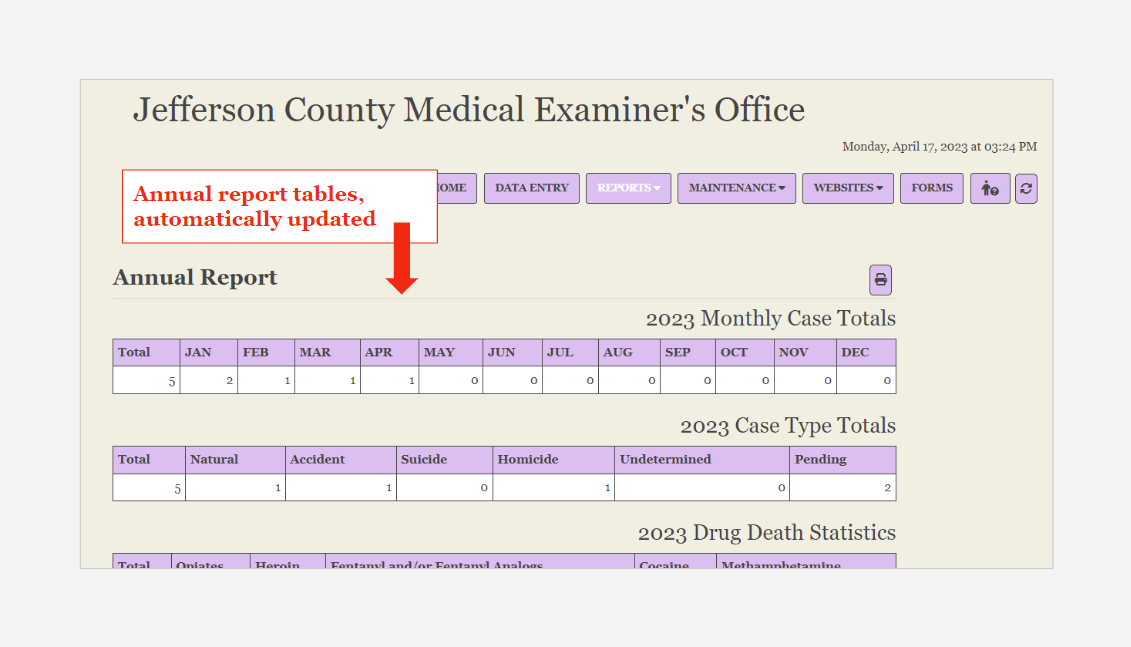 Jefferson County Medical Examiner's Office
Monday, April 17, 2023 at 03:24 PM
DATA ENTRY REPORTS MAINTENANCE WEBSITES FORMS
Annual report tables,
automatically updated
Annual Report
2023 Monthly Case Totals
Total JAN FEB MAR APR MAY JUN JUL AUG SEP OCT NOV DEC
5 2 1 1 1 0 0 0 0 0 0 0 0
2023 Case Type Totals
Total Natural Accident Suicide Homicide Undetermined Pending
5 1 1 0 1 0 2
2023 Drug Death Statistics
Total Opiates Heroin Fentanyl and/or Fentanyl Analogs Cocaine Methamphetamine